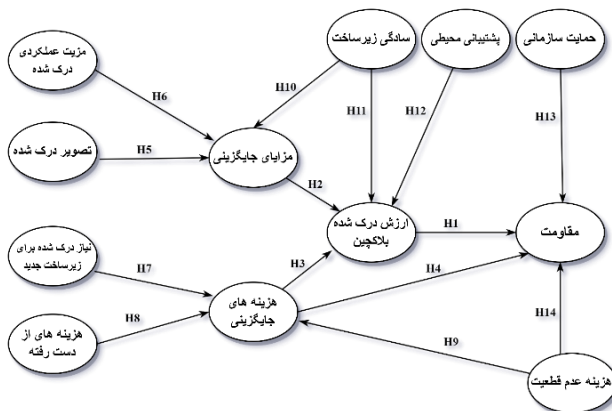 مزیت عملکردی
درک شده
سادگی زیرساخت
پشتیبانی محیطی
حمایت سازمانی
H6
H10
H11
H12
H13
تصویر درک شده
H5
مزایای جایگزینی
H2
ارزش درک شده
بلاکچین
H1
مقاومت
نیاز درک شده برای
زیرساخت جدید
H7
H3
H4
هزینه های
جایگزینی
هزینه های از
دست رفته
H8
H9
H14
هزینه عدم قطعیت